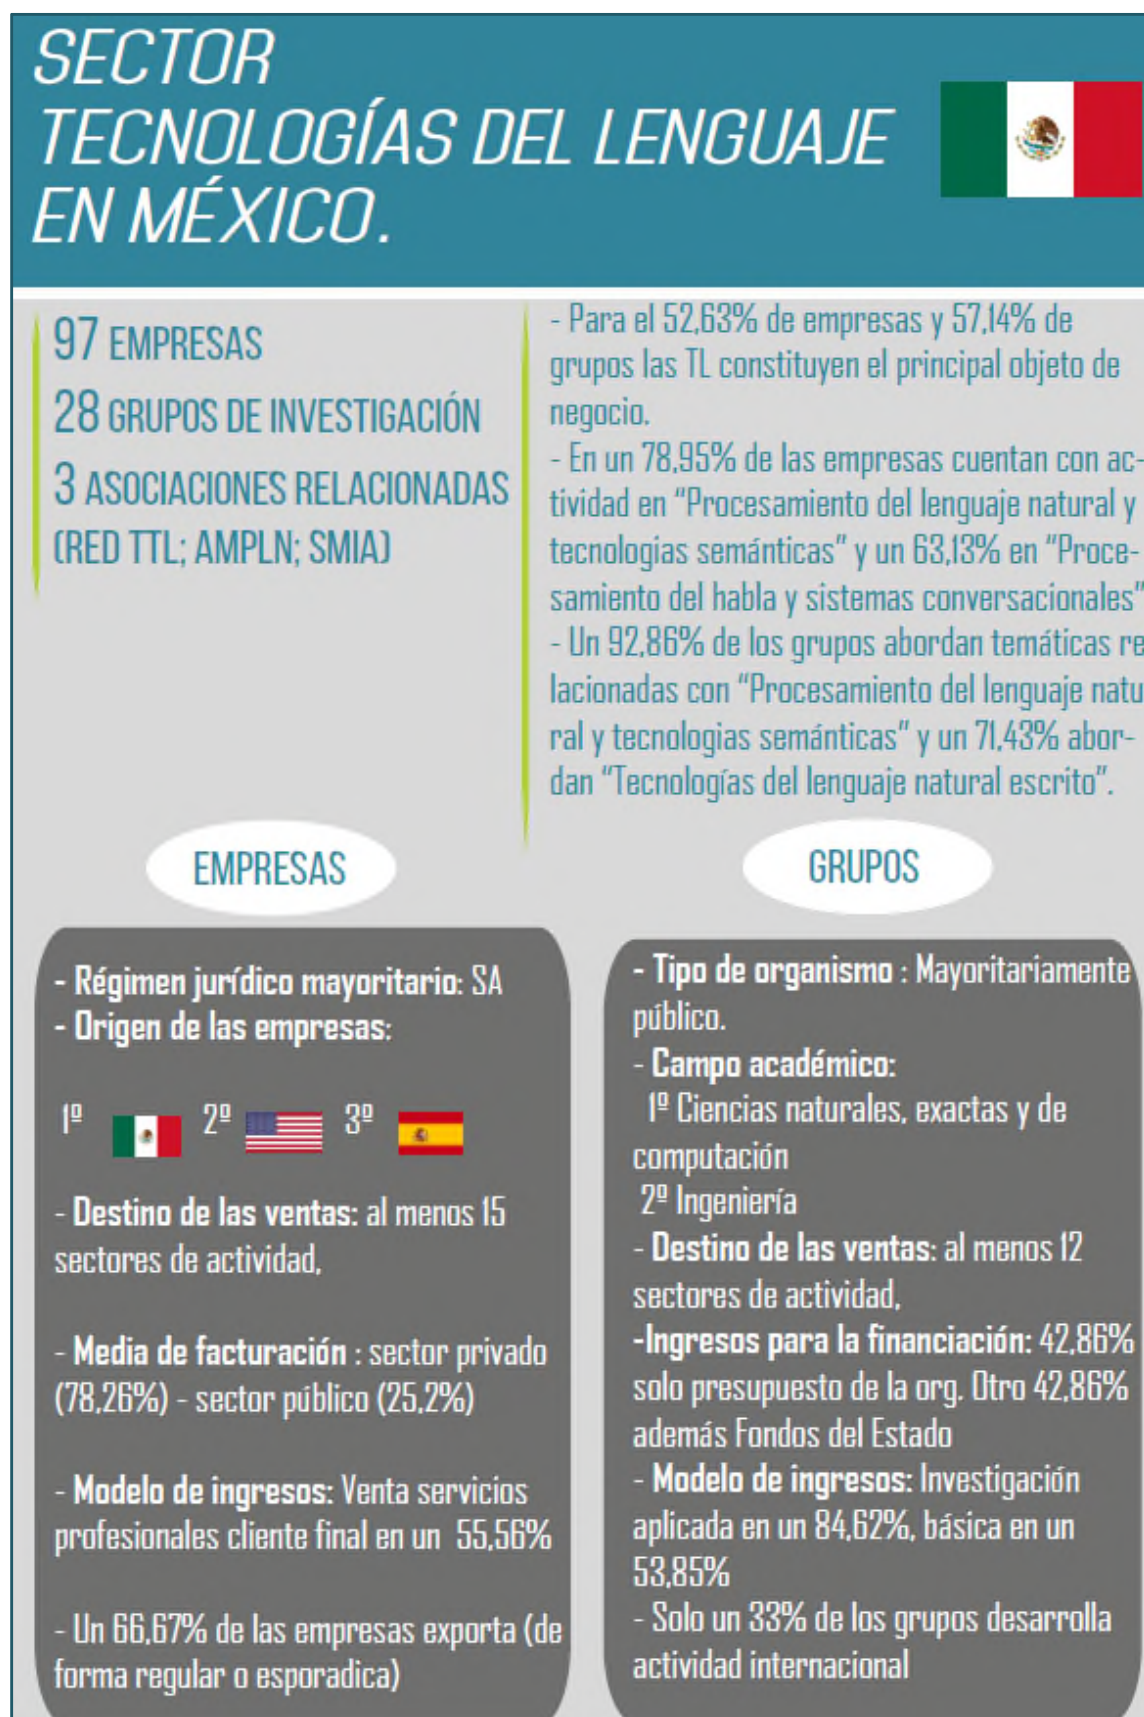 SECTOR
TECNOLOGÍAS DEL LENGUAJE
EN MÉXICO.
97 EMPRESAS
28 GRUPOS DE INVESTIGACIÓN
3 ASOCIACIONES RELACIONADAS
(RED TTL; AMPLN; SMIA)
- Para el 52,63% de empresas y 57,14% de
grupos las TL constituyen el principal objeto de
negocio.
- En un 78,95% de las empresas cuentan con ac-
tividad en "Procesamiento del lenguaje natural y
tecnologias semánticas" y un 63,13% en "Proce-
samiento del habla y sistemas conversacionales"
- Un 92,86% de los grupos abordan temáticas re
lacionadas con "Procesamiento del lenguaje natu
ral y tecnologias semánticas" y un 71,43% abor-
dan "Tecnologías del lenguaje natural escrito".
EMPRESAS
- Régimen jurídico mayoritario: SA
- Origen de las empresas:
1º 2º 3º
- Destino de las ventas: al menos 15
sectores de actividad,
- Media de facturación : sector privado
(78,26%) - sector público (25,2%)
- Modelo de ingresos: Venta servicios
profesionales cliente final en un 55,56%
- Un 66,67% de las empresas exporta (de
forma regular o esporadica)
GRUPOS
- Tipo de organismo : Mayoritariamente
público.
- Campo académico:
1º Ciencias naturales, exactas y de
computación
2º Ingeniería
- Destino de las ventas: al menos 12
sectores de actividad,
-Ingresos para la financiación: 42,86%
solo presupuesto de la org. Otro 42,86%
además Fondos del Estado
- Modelo de ingresos: Investigación
aplicada en un 84,62%, básica en un
53,85%
- Solo un 33% de los grupos desarrolla
actividad internacional